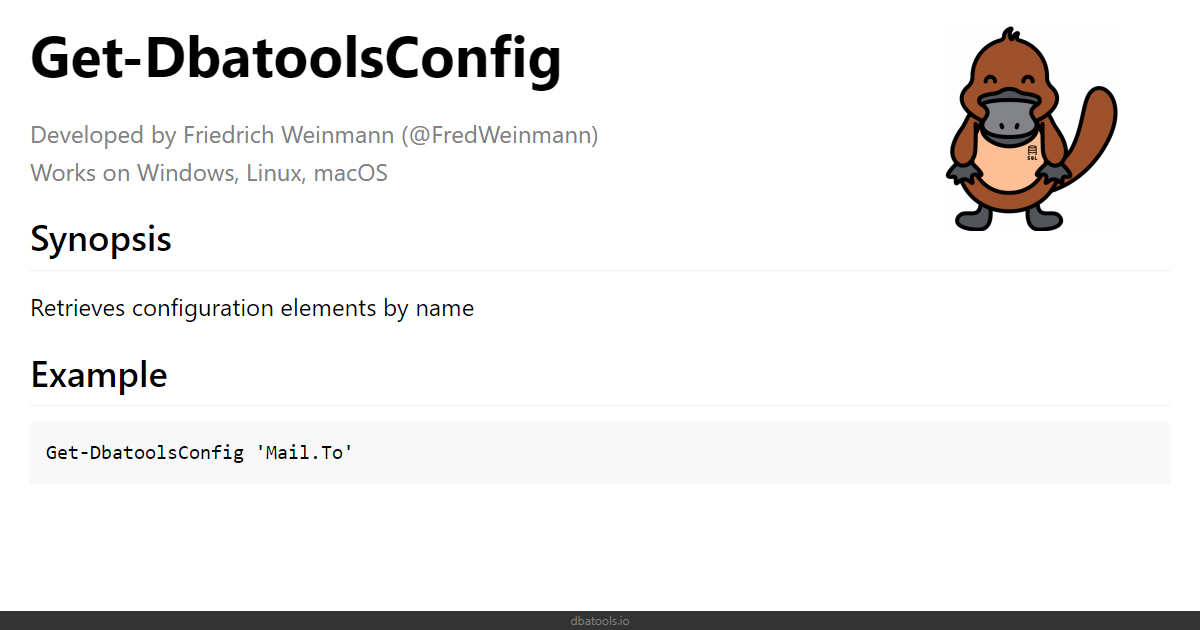 Get-DbatoolsConfig
Developed by Friedrich Weinmann (@FredWeinmann)
Works on Windows, Linux, macOS
SQL
Synopsis
Retrieves configuration elements by name
Example
Get-DbatoolsConfig 'Mail.To'
dbatools.io